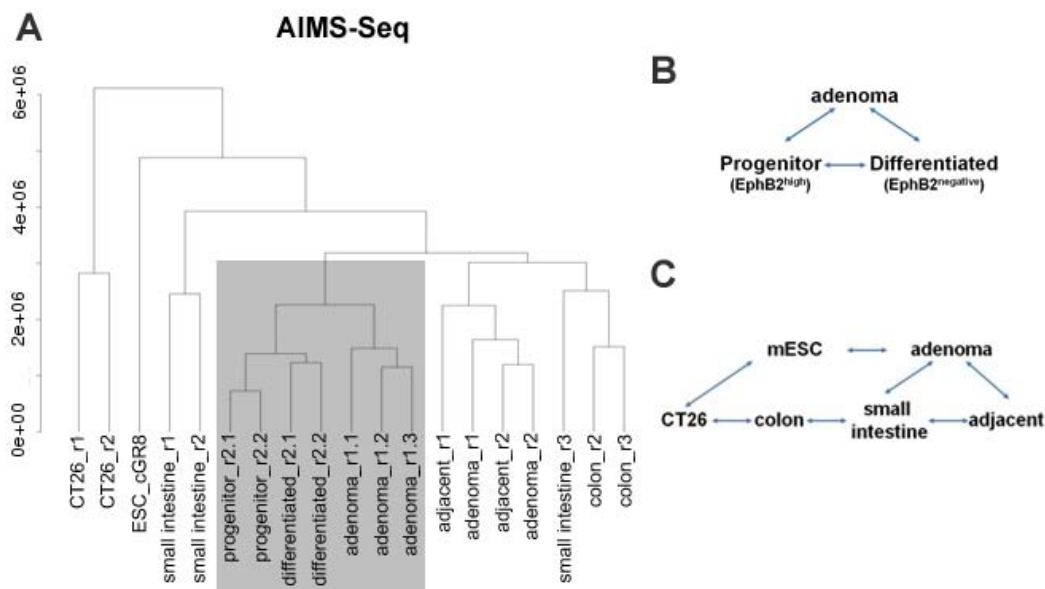 A
AIMS-Seq
6e+06
4e+06
2e+06
0e+00
CT26_r1
CT26_r2
ESC_cGR8
small intestine_r1
small intestine_r2
progenitor_r2.1
progenitor_r2.2
differentiated_r2.1
differentiated_r2.2
adenoma_r1.1
adenoma_r1.2
adenoma_r1.3
adjacent_r1
adenoma_r1
adjacent_r2
adenoma_r2
small intestine_r3
colon_r2
colon_r3
B
adenoma
Progenitor Differentiated
(EphB2high) (EphB2negative)
C
mESC adenoma
CT26 colon small intestine adjacent